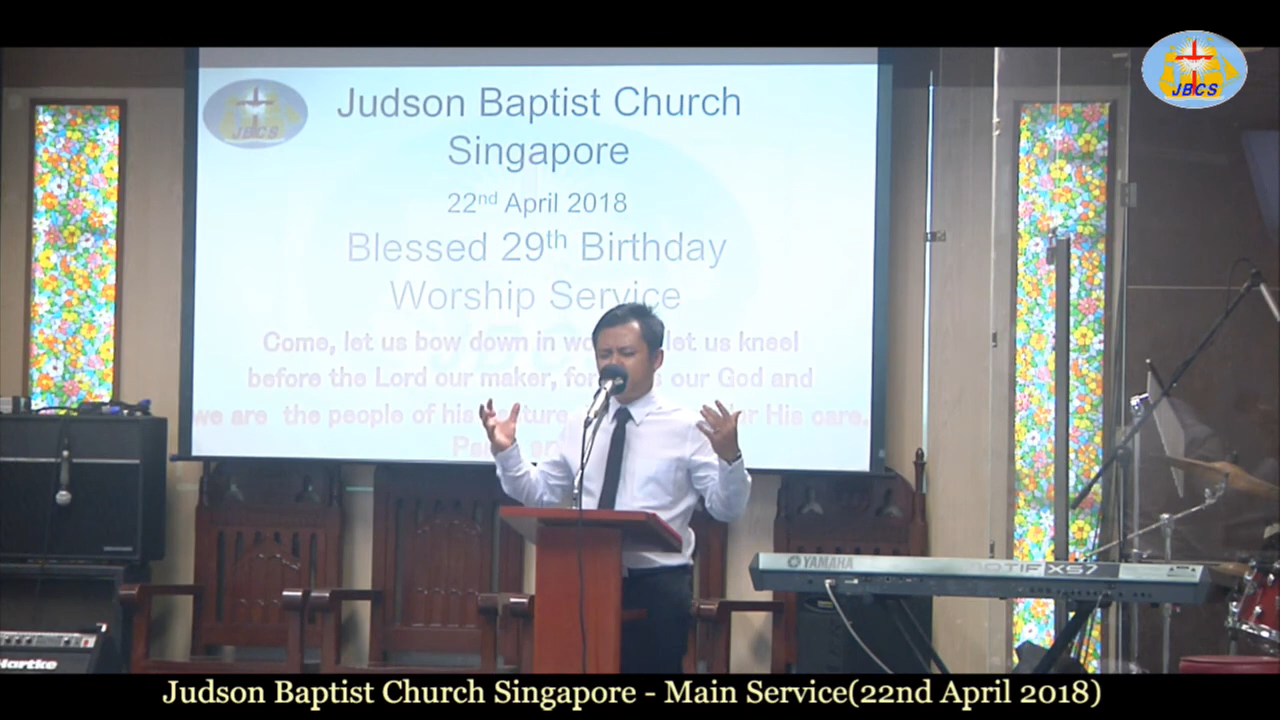 JBCS
JBCS
Judson Baptist Church
Singapore
22nd April 2018
Blessed 29th Birthday
Worship Service
Come, let us bow down in let us kneel
before the Lord our maker, our God and
we are the people of his His care.
YAMAHA
MOTIF XS7
Hartke
Judson Baptist Church Singapore - Main Service(22nd April 2018)